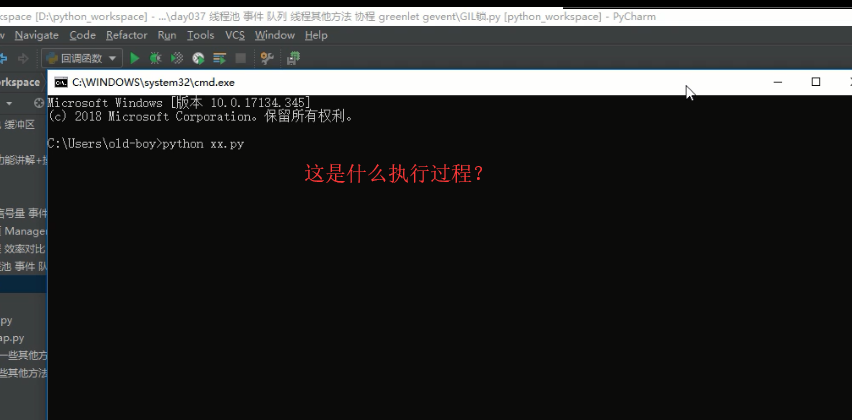 kspace [D:\python_workspace] - ...\day037 线程池 事件 队列 线程其他方法 协程 greenlet gevent\GIL锁.py [python_workspace] - PyCharm
w Navigate Code Refactor Run Tools VCS Window Help
回调函数
rkspace
C:\WINDOWS\system32\cmd.exe
Microsoft Windows [版本 10.0.17134.345]
(c) 2018 Microsoft Corporation。保留所有权利。
缓冲区
C:\Users\old-boy>python xx.py
功能讲解+
这是什么执行过程？
信号量 事件
Manage
效率对比
池 事件 队
py
ap.py
一些其他方
些其他方法